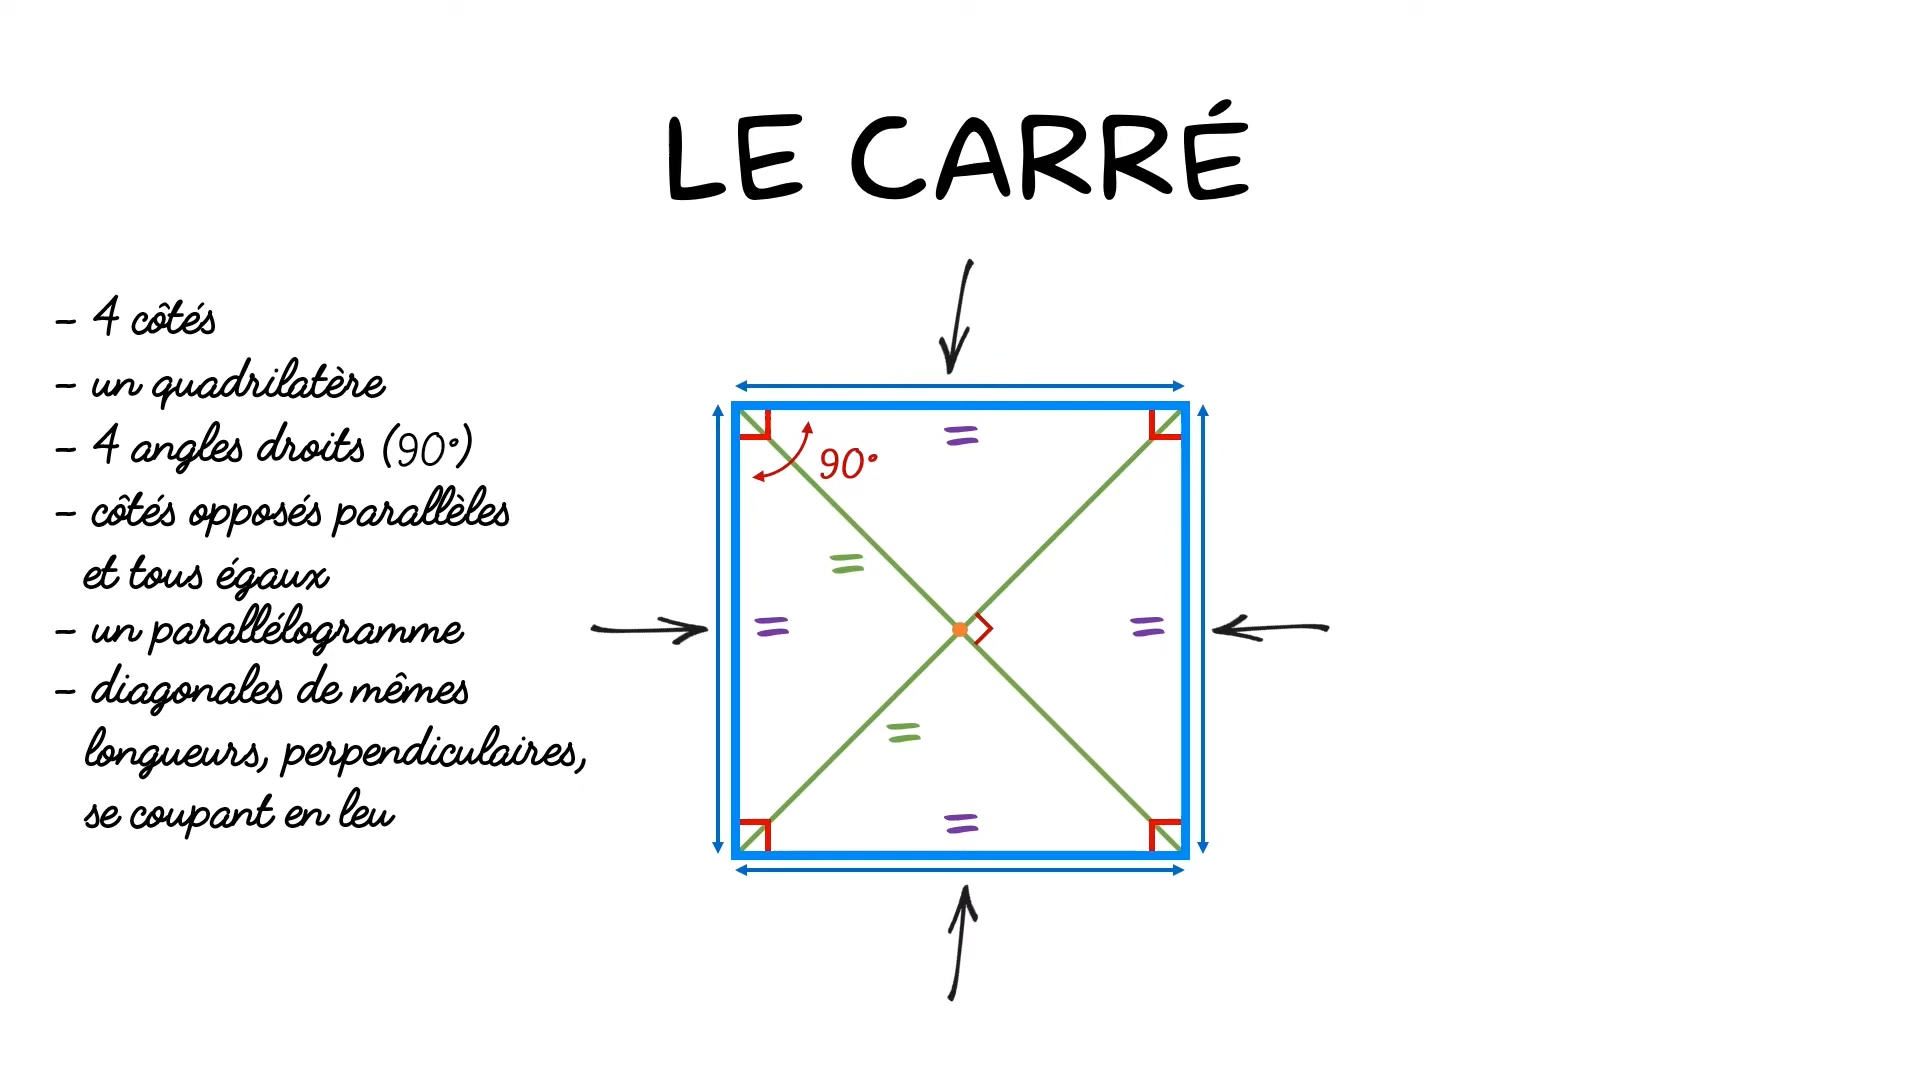 LE CARRÉ
- 4 côtés
- un quadrilatère
- 4 angles droits (90°)
- côtés opposés parallèles
et tous égaux
- un parallélogramme
- diagonales de mêmes
longueurs, perpendiculaires,
se coupant en leu
=
90°
=
=
=
=
=